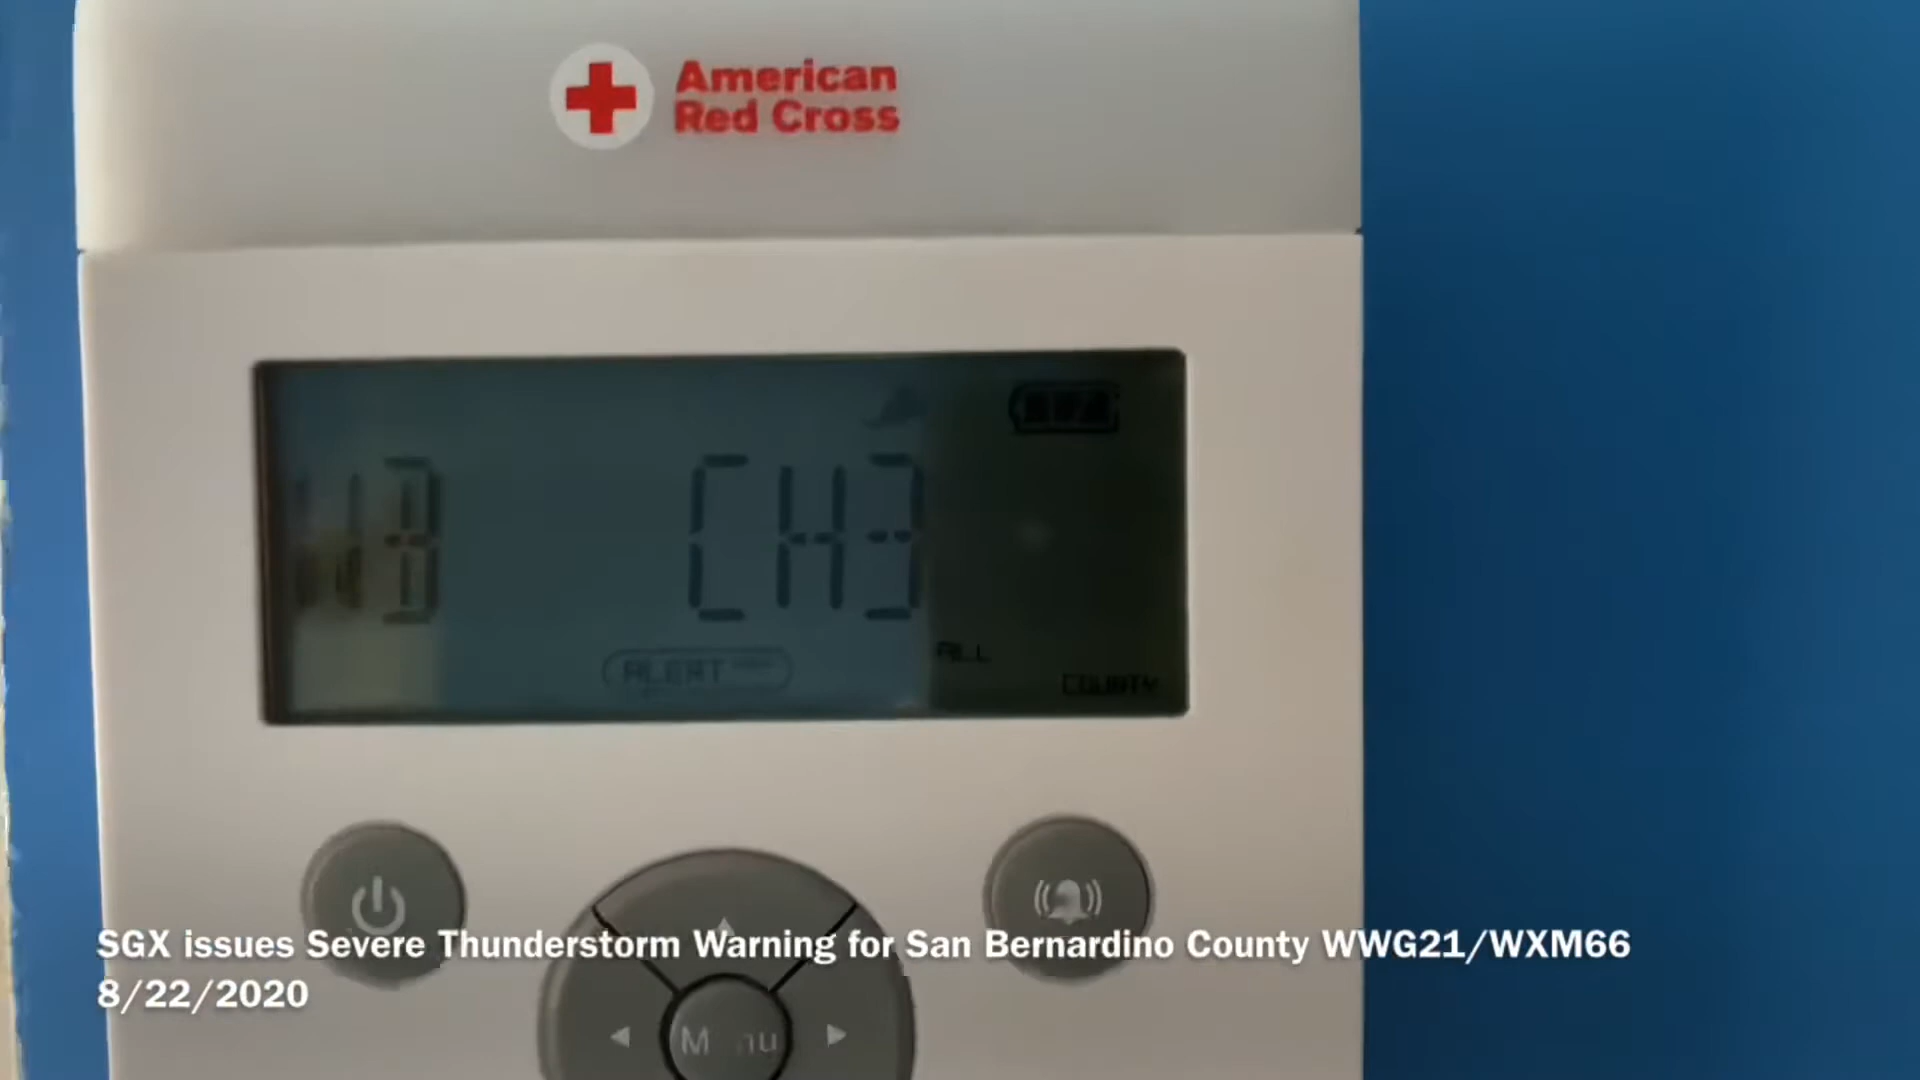 American
Red Cross
CH3
ALERT
ALL
COUNTY
Menu
SGX issues Severe Thunderstorm Warning for San Bernardino County WWG21/WXM66
8/22/2020